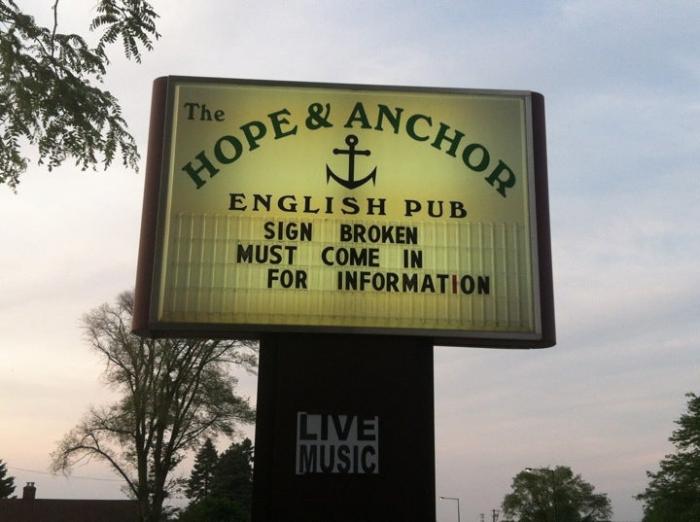 The
HOPE & ANCHOR
ENGLISH PUB
SIGN BROKEN
MUST COME IN
FOR INFORMATION
LIVE
MUSIC